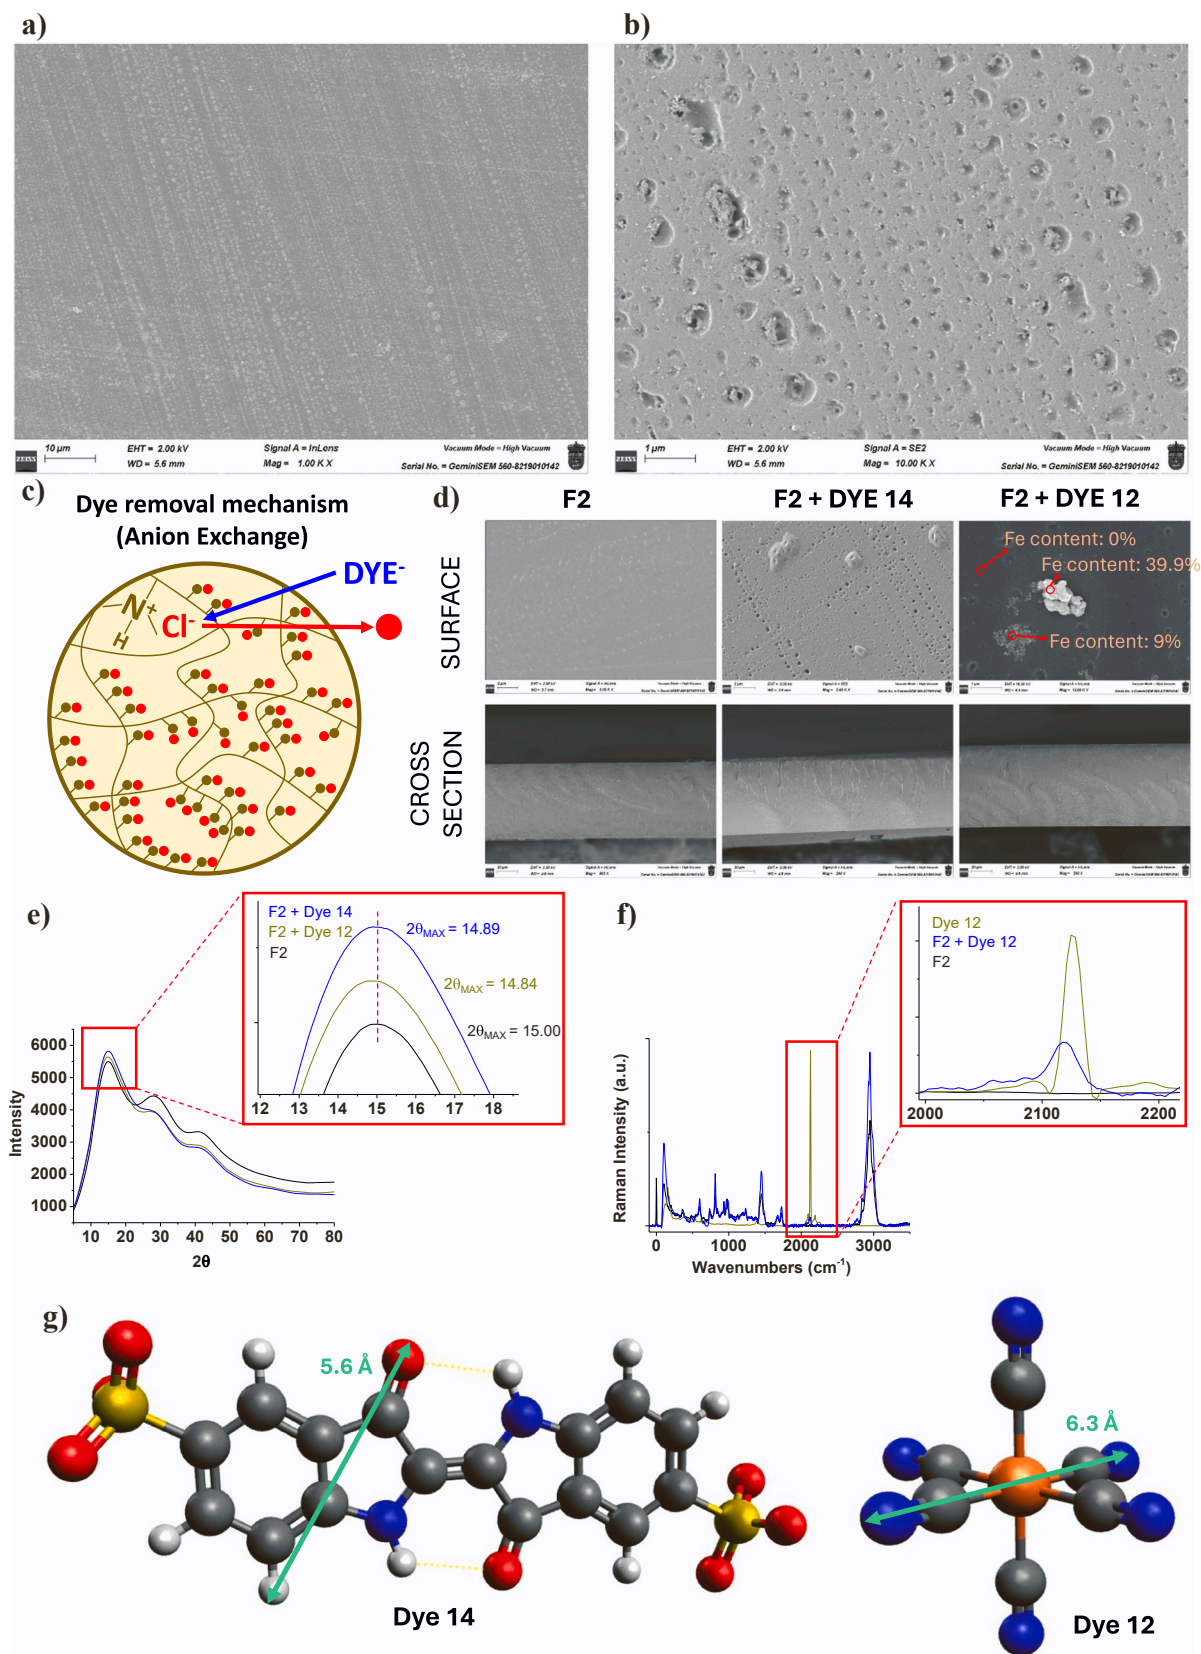 a)
b)
10 µm
EHT = 2.00 kV
Signal A = InLens
Vacuum Mode = High Vacuum
WD = 5.6 mm
Mag = 1.00 K X
Serial No. = GeminiSEM 560-8219010142
ZEISS
1 µm
EHT = 2.00 kV
Signal A = SE2
Vacuum Mode = High Vacuum
WD = 5.6 mm
Mag = 10.00 K X
Serial No. = GeminiSEM 560-8219010142
ZEISS
c)
Dye removal mechanism
(Anion Exchange)
DYE-
N+
Cl-
H
d)
F2
F2 + DYE 14
F2 + DYE 12
SURFACE
Fe content: 0%
Fe content: 39.9%
Fe content: 9%
CROSS
SECTION
e)
F2 + Dye 14
F2 + Dye 12
F2
2θMAX = 14.89
2θMAX = 14.84
2θMAX = 15.00
12 13 14 15 16 17 18
6000
5000
4000
3000
2000
1000
Intensity
10 20 30 40 50 60 70 80
2θ
f)
Dye 12
F2 + Dye 12
F2
2000 2100 2200
Raman Intensity (a.u.)
0 1000 2000 3000
Wavenumbers (cm-1)
g)
5.6 Å
Dye 14
6.3 Å
Dye 12